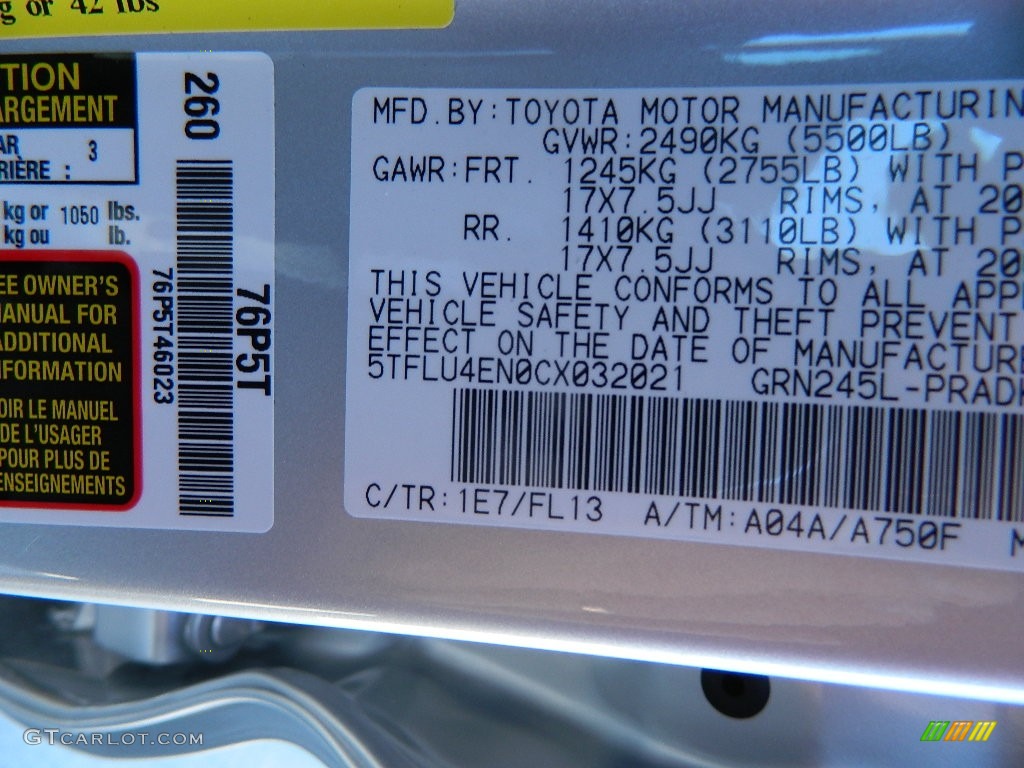 g or 42 lbs
TION
ARGEMENT
AR
RIÈRE : 3
kg or 1050 lbs.
kg ou lb.
EE OWNER'S
MANUAL FOR
ADDITIONAL
INFORMATION
OIR LE MANUEL
DE L'USAGER
POUR PLUS DE
ENSEIGNEMENTS
260
76P5T46023
76P5T
MFD.BY:TOYOTA MOTOR MANUFACTURIN
GVWR:2490KG (5500LB)
GAWR:FRT. 1245KG (2755LB) WITH P
17X7.5JJ RIMS, AT 20
RR. 1410KG (3110LB) WITH P
17X7.5JJ RIMS, AT 20
THIS VEHICLE CONFORMS TO ALL APPL
VEHICLE SAFETY AND THEFT PREVENT
EFFECT ON THE DATE OF MANUFACTURE
5TFLU4EN0CX032021 GRN245L-PRADK
C/TR:1E7/FL13 A/TM:A04A/A750F M
GTCARLOT.COM